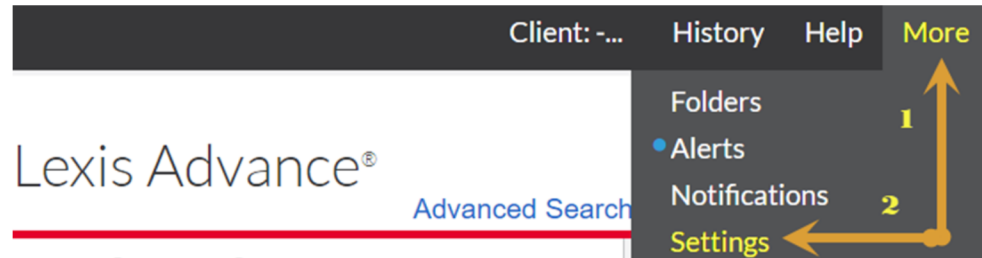 Client: -... History Help More
Folders
1
Alerts
Lexis Advance®
Notifications
2
Advanced Search
Settings